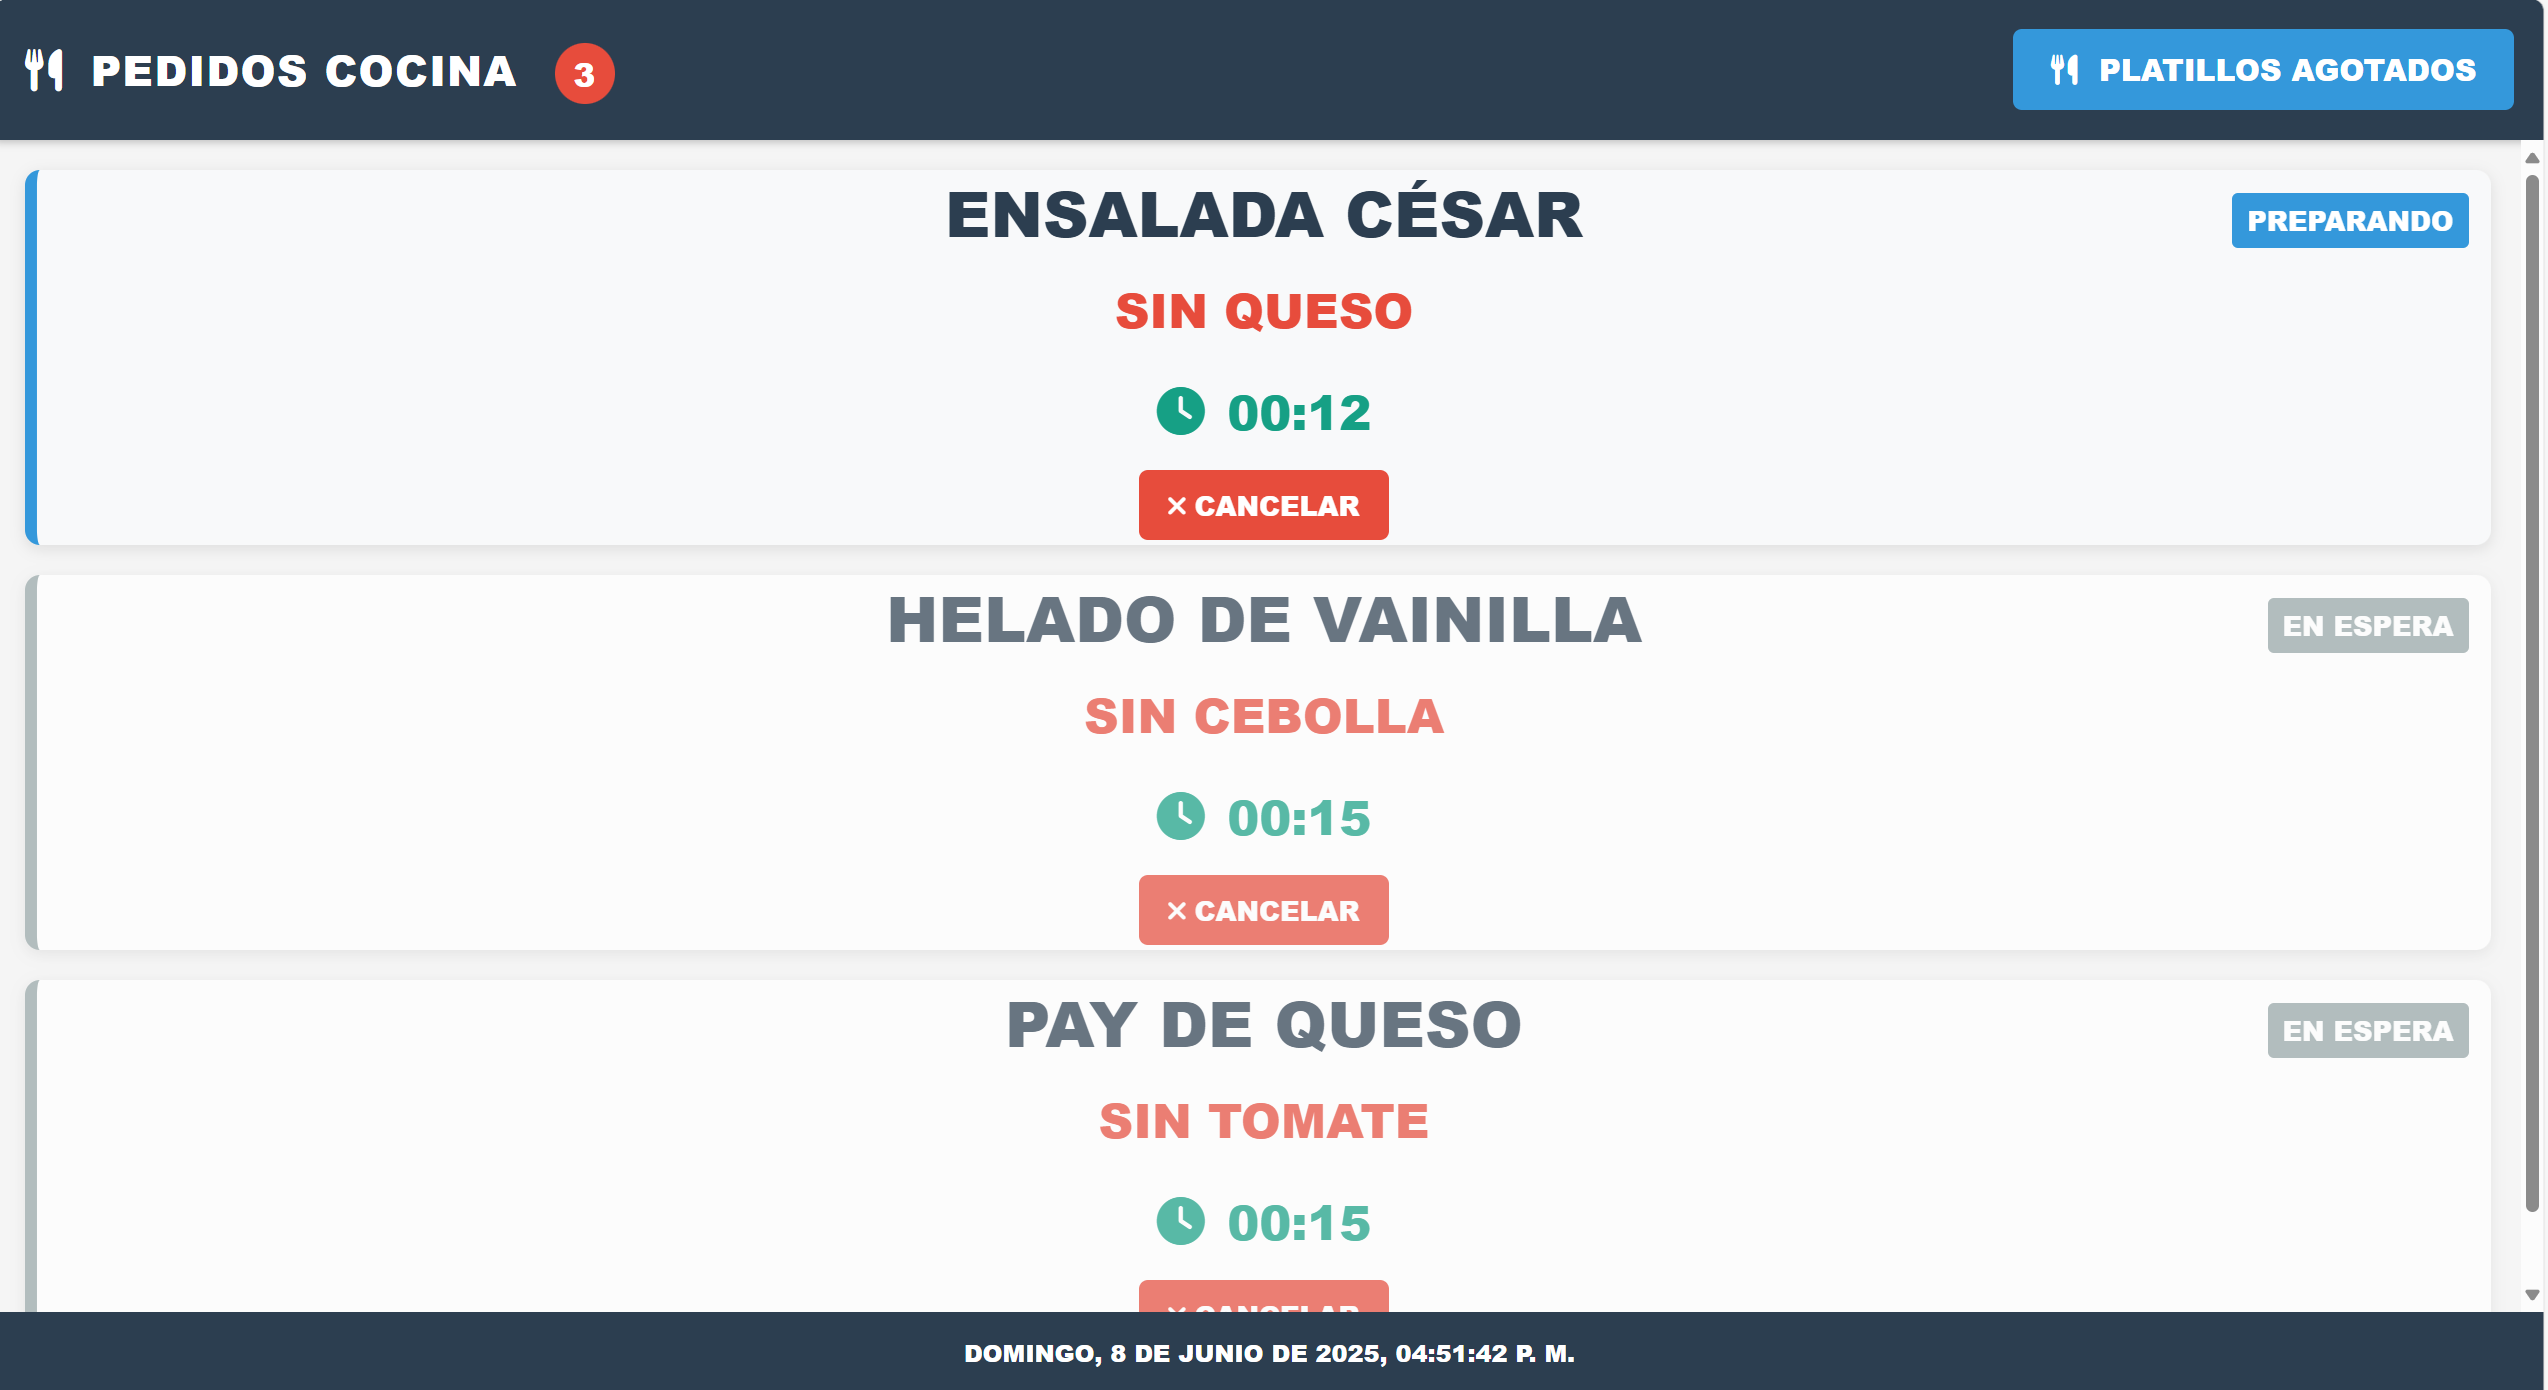 PEDIDOS COCINA 3
PLATILLOS AGOTADOS
ENSALADA CÉSAR
PREPARANDO
SIN QUESO
00:12
CANCELAR
HELADO DE VAINILLA
EN ESPERA
SIN CEBOLLA
00:15
CANCELAR
PAY DE QUESO
EN ESPERA
SIN TOMATE
00:15
CANCELAR
DOMINGO, 8 DE JUNIO DE 2025, 04:51:42 P. M.